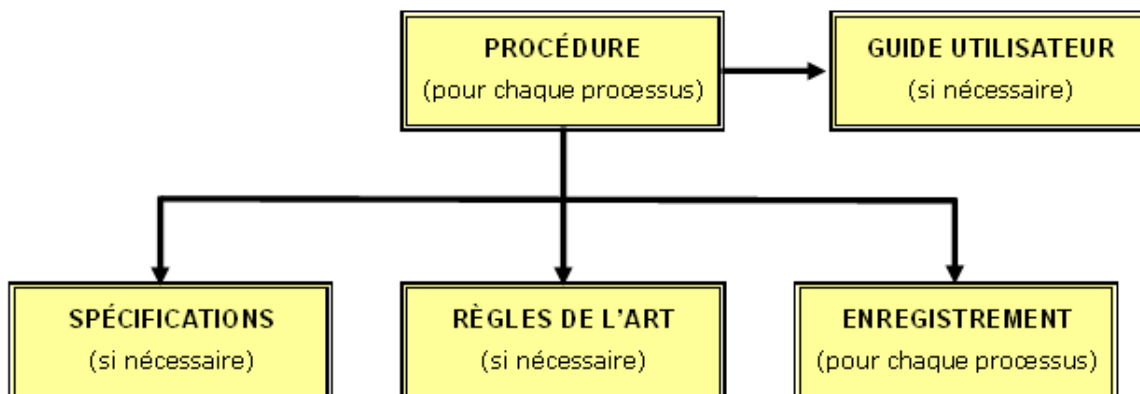 PROCÉDURE
(pour chaque processus)
GUIDE UTILISATEUR
(si nécessaire)
SPÉCIFICATIONS
(si nécessaire)
RÈGLES DE L'ART
(si nécessaire)
ENREGISTREMENT
(pour chaque processus)